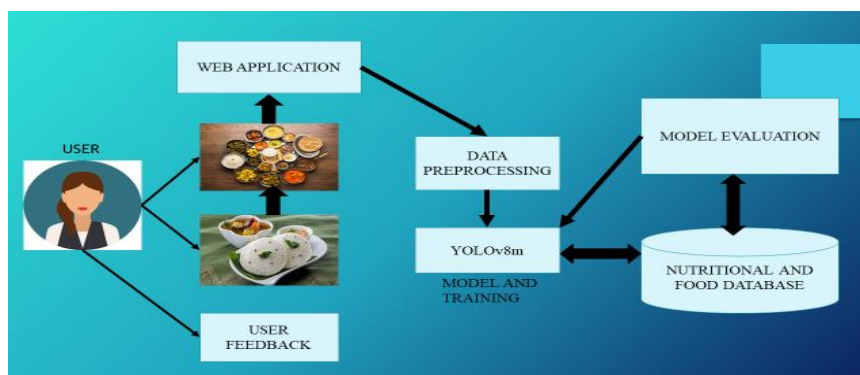 WEB APPLICATION
USER
DATA
PREPROCESSING
MODEL EVALUATION
YOLOv8m
MODEL AND
TRAINING
NUTRITIONAL AND
FOOD DATABASE
USER
FEEDBACK